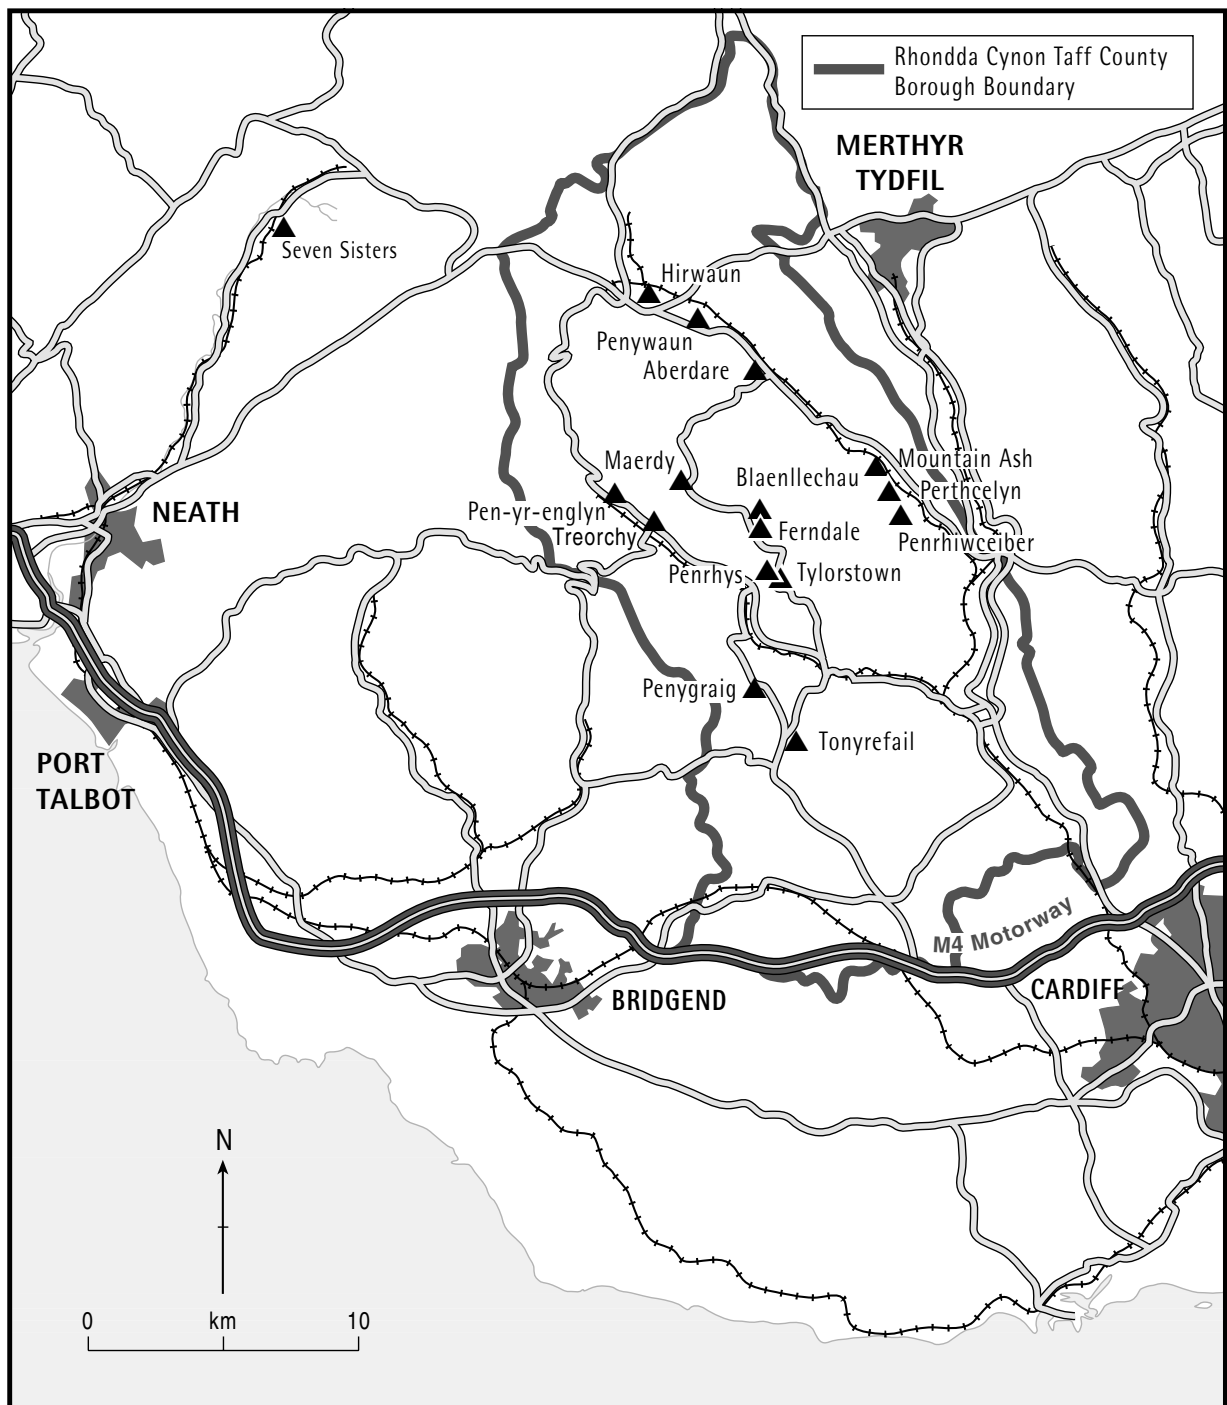 Rhondda Cynon Taff County
Borough Boundary
MERTHYR
TYDFIL
Seven Sisters
Hirwaun
Penywaun
Aberdare
Maerdy
Mountain Ash
Blaenllechau
Perthcelyn
NEATH
Pen-yr-englyn
Treorchy
Ferndale
Penrhiwceiber
Penrhys
Tylorstown
Penygraig
Tonyrefail
PORT
TALBOT
M4 Motorway
BRIDGEND
CARDIFF
N
0 km 10